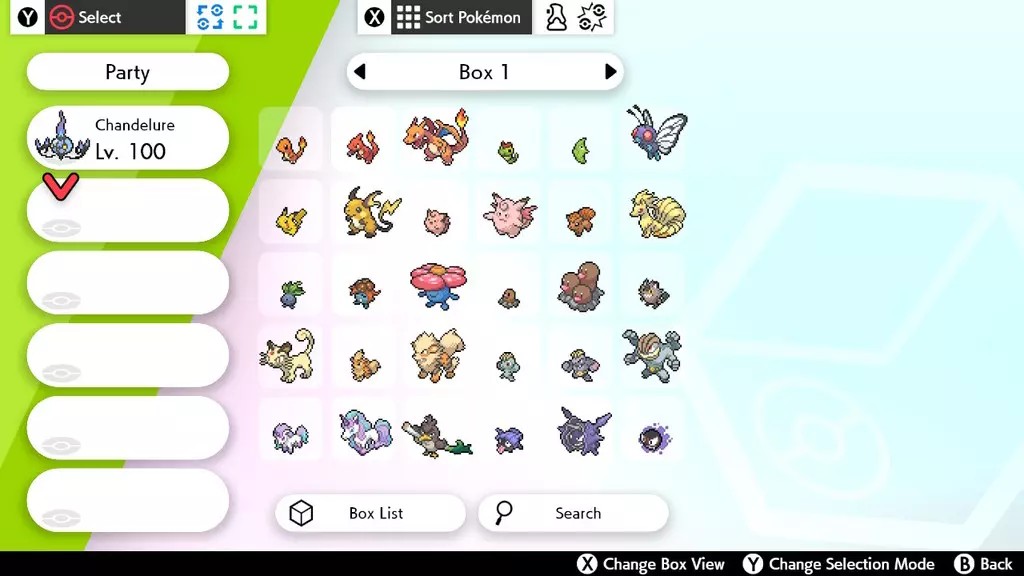 Y Select
X Sort Pokémon
Party
Box 1
Chandelure
Lv. 100
Box List
Search
X Change Box View Y Change Selection Mode B Back